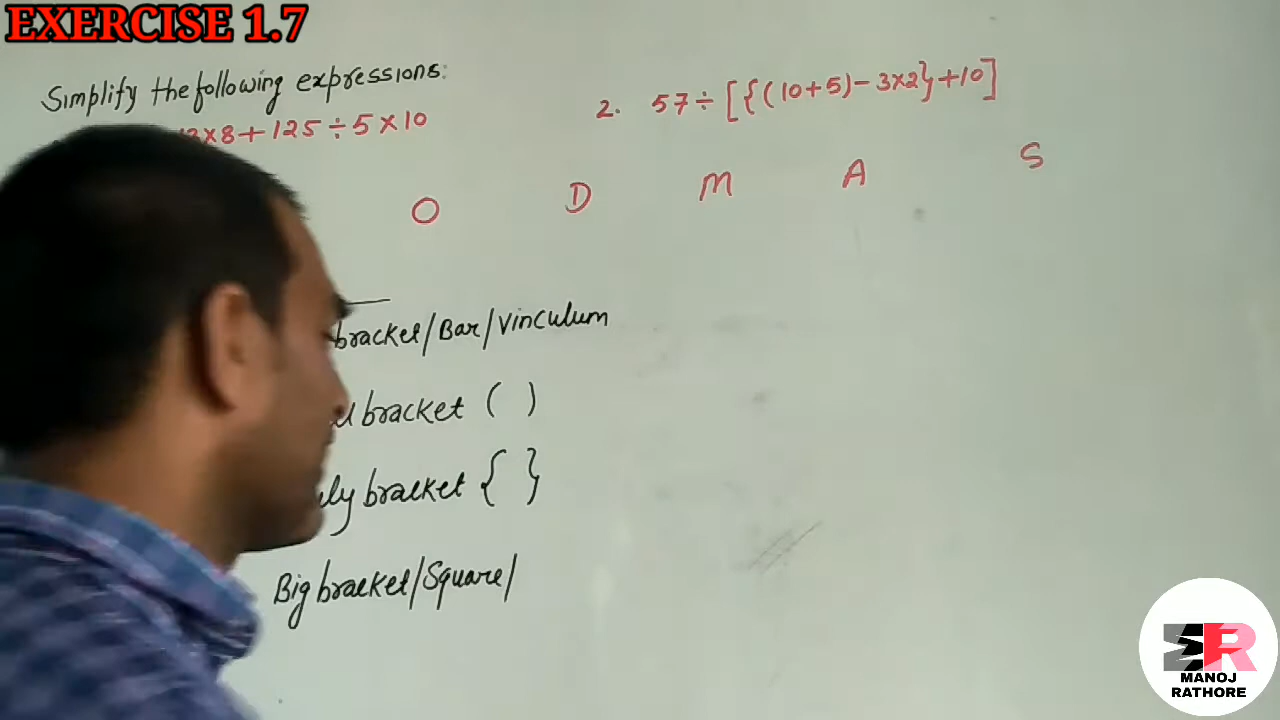 EXERCISE 1.7
Simplify the following expressions:
×8+125÷5×10
2. 57÷[{(10+5)-3×2}+10]
O D M A S
bracket/Bar/Vinculum
bracket ( )
bracket { }
Big bracket/Square/
MANOJ
RATHORE